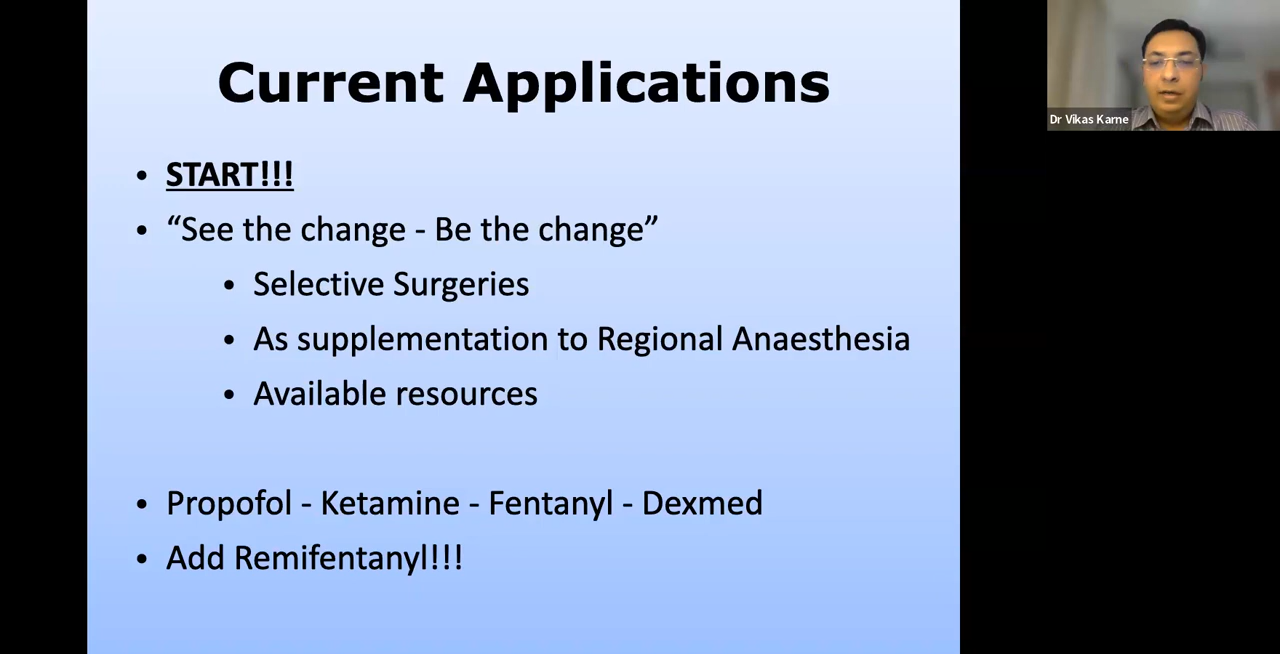 Current Applications
• START!!!
• “See the change - Be the change”
• Selective Surgeries
• As supplementation to Regional Anaesthesia
• Available resources
• Propofol - Ketamine - Fentanyl - Dexmed
• Add Remifentanyl!!!
Dr Vikas Karne